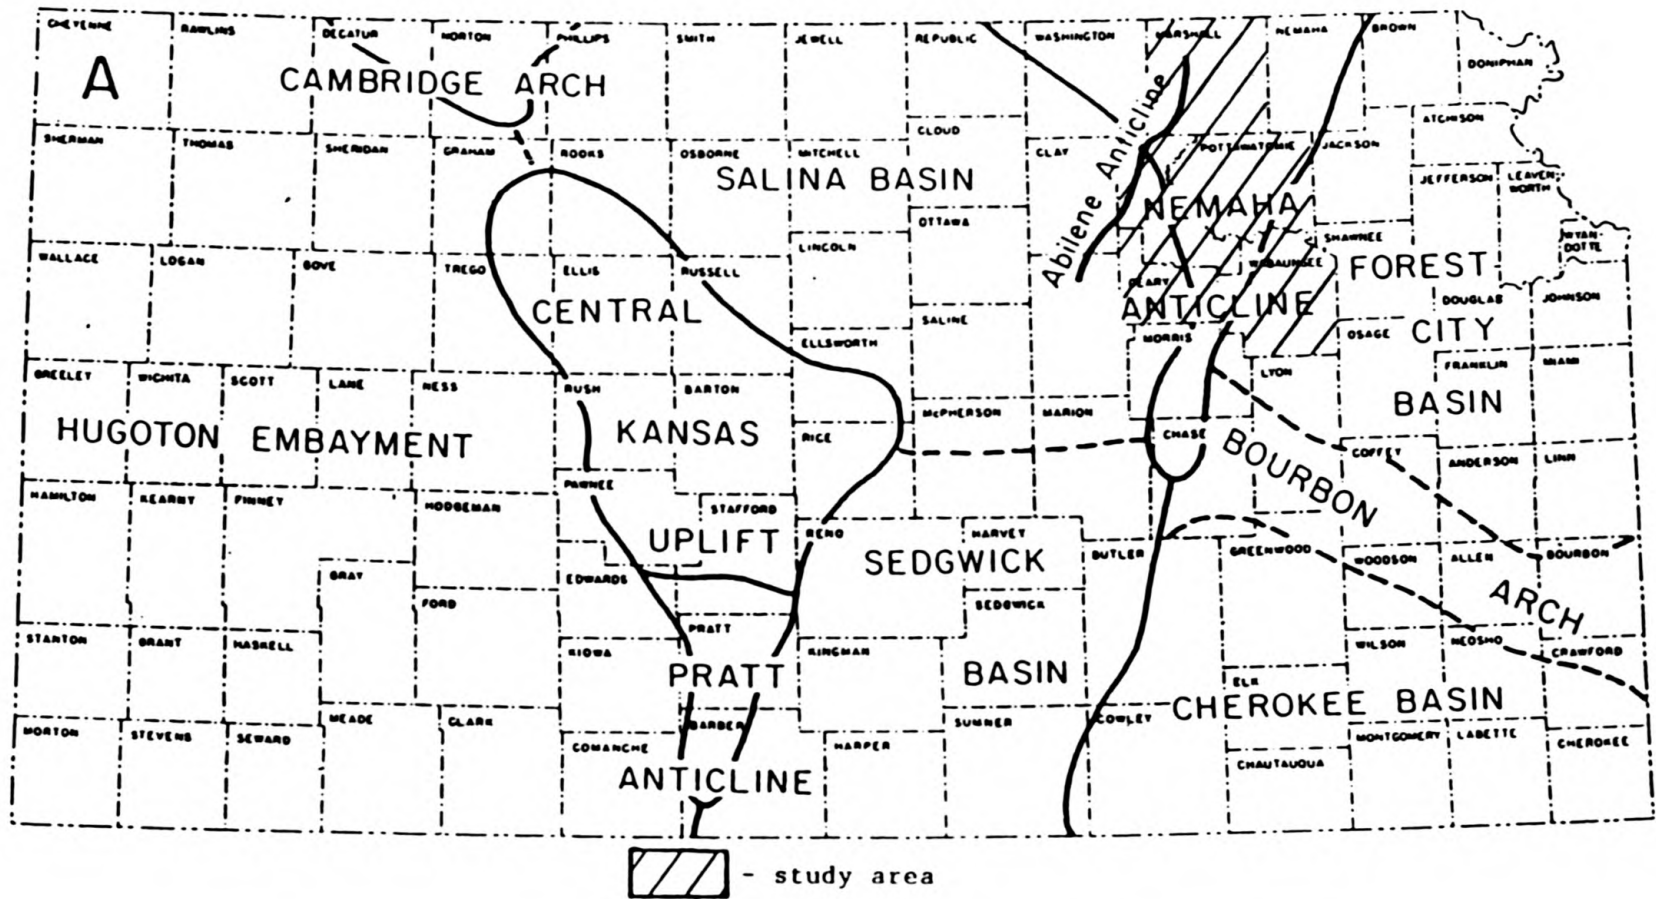 A
CHEYENNE RAWLINS DECATUR NORTON PHILLIPS SMITH JEWELL REPUBLIC WASHINGTON MARSHALL NEMAHA BROWN
DONIPHAN
CAMBRIDGE ARCH
Abilene Anticline
CLOUD
ATCHISON
SHERMAN THOMAS SHERIDAN GRAHAM ROOKS OSBORNE MITCHELL CLAY POTTAWATOMIE JACKSON
SALINA BASIN
JEFFERSON
LEAVEN
WORTH
NEMAHA
OTTAWA
LINCOLN
SHAWNEE
WYAN
DOTTE
WALLACE LOGAN GOVE TREGO ELLIS RUSSELL
WABAUNSEE
FOREST
GEARY
CENTRAL
ANTICLINE
DOUGLAS JOHNSON
SALINE
ELLSWORTH
MORRIS
OSAGE
CITY
FRANKLIN MIAMI
GREELEY WICHITA SCOTT LANE NESS RUSH BARTON
LYON
BASIN
McPHERSON MARION
HUGOTON EMBAYMENT
KANSAS
RICE
CHASE
BOURBON
COFFEY
ANDERSON LINN
HAMILTON KEARNY FINNEY HODGEMAN PAWNEE
STAFFORD
UPLIFT
RENO
HARVEY
SEDGWICK
BUTLER
GREENWOOD
WOODSON ALLEN BOURBON
GRAY
EDWARDS
FORD
SEDGWICK
ARCH
STANTON GRANT HASKELL
PRATT
KIOWA
KINGMAN
WILSON NEOSHO CRAWFORD
PRATT
BASIN
ELK
CHEROKEE BASIN
MORTON STEVENS SEWARD MEADE CLARK
COMANCHE
BARBER
HARPER
SUMNER
COWLEY
MONTGOMERY LABETTE CHEROKEE
CHAUTAUQUA
ANTICLINE
- study area